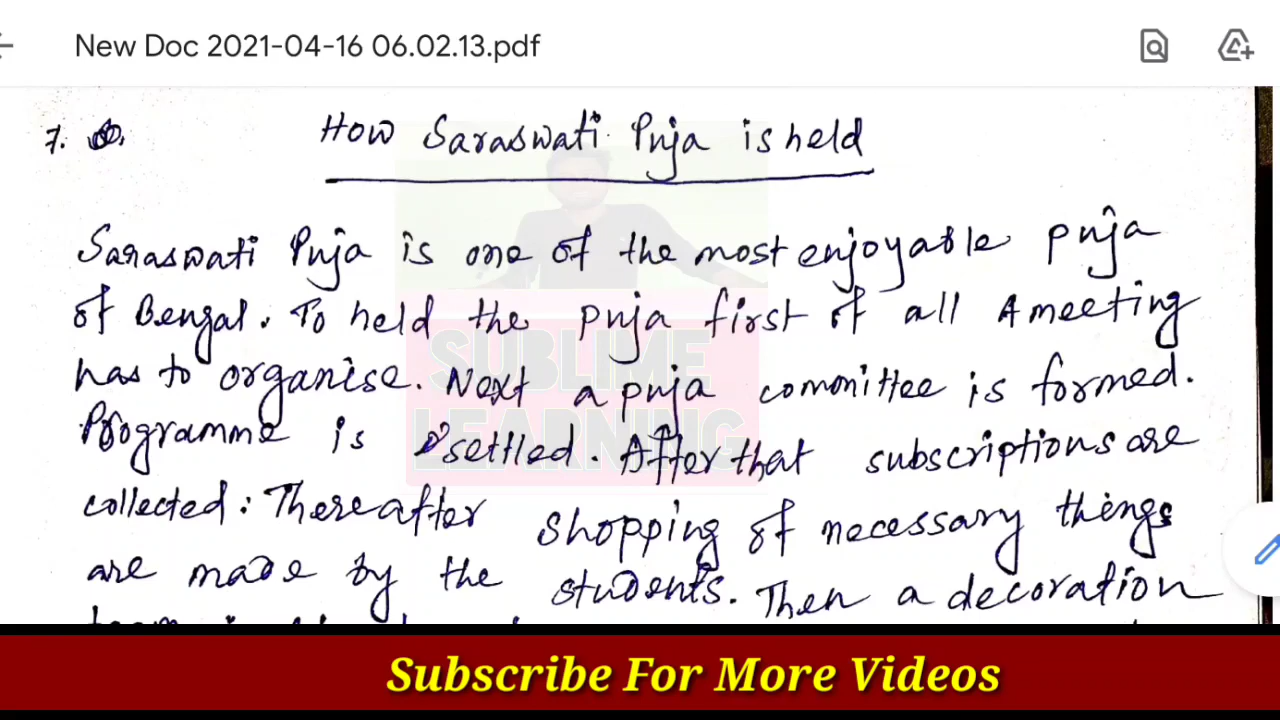 New Doc 2021-04-16 06.02.13.pdf
7. How Saraswati Puja is held
Saraswati Puja is one of the most enjoyable puja
of Bengal. To held the puja first of all A meeting
has to organise. Next a puja committee is formed.
Programme is settled. After that subscriptions are
collected. Thereafter shopping of necessary things
are made by the students. Then a decoration
SUBLIME
LEARNING
Subscribe For More Videos